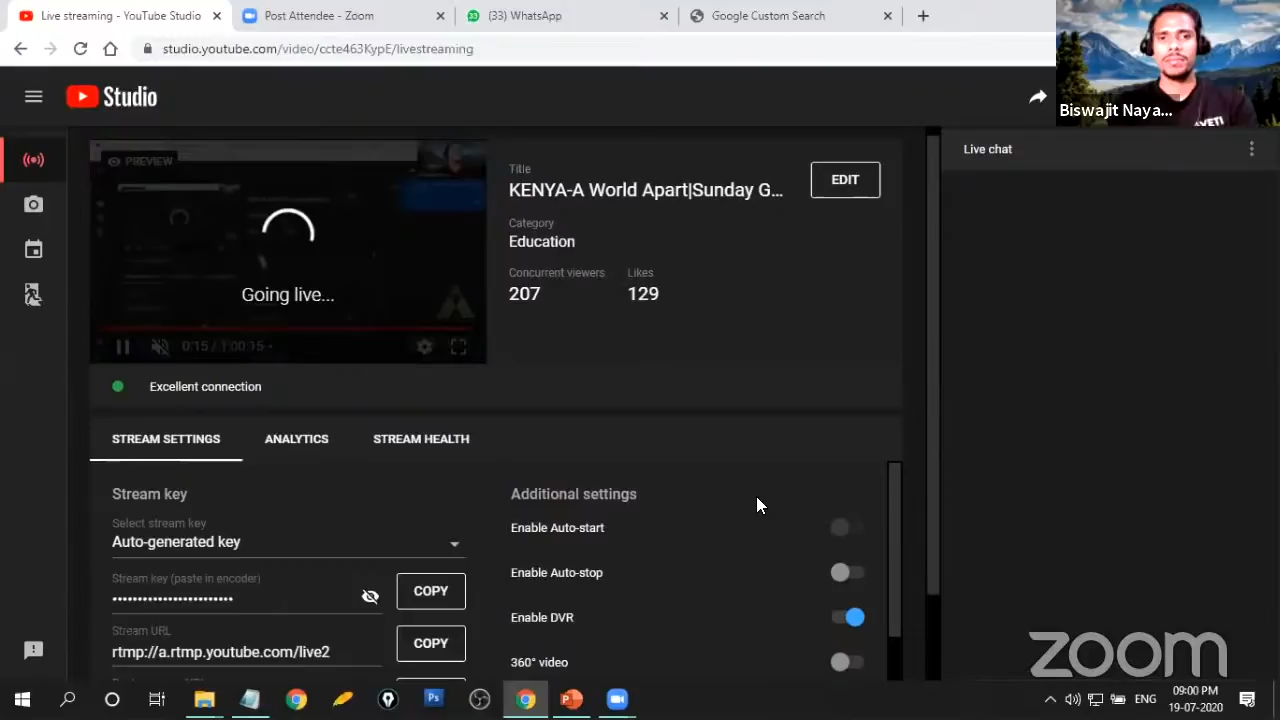 Live streaming - YouTube Studio
Post Attendee - Zoom
(33) WhatsApp
Google Custom Search
studio.youtube.com/video/ccte463KypE/livestreaming
Studio
Biswajit Naya...
PREVIEW
Going live...
0:15
Title
KENYA-A World Apart|Sunday G...
EDIT
Category
Education
Concurrent viewers
Likes
207
129
Live chat
Excellent connection
STREAM SETTINGS
ANALYTICS
STREAM HEALTH
Stream key
Select stream key
Auto-generated key
Stream key (paste in encoder)
COPY
Stream URL
rtmp://a.rtmp.youtube.com/live2
COPY
Additional settings
Enable Auto-start
Enable Auto-stop
Enable DVR
360° video
zoom
Ps
ENG
09:00 PM
19-07-2020